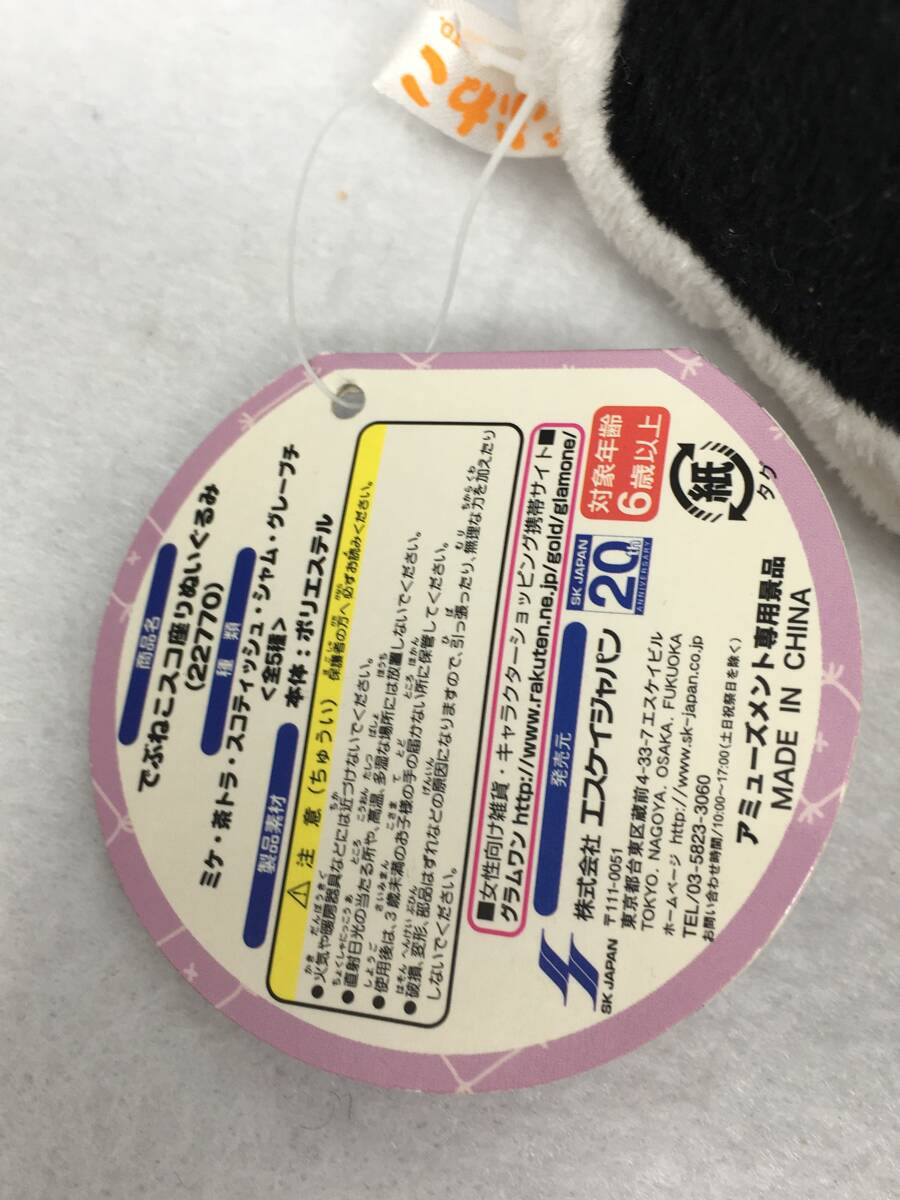 ぶねこ
商品名
でぶねこスコ座りぬいぐるみ
(22770)
種類
ミケ・茶トラ・スコティッシュ・シャム・グレーブチ
<全5種>
製品素材
本体：ポリエステル
⚠ 注意(ちゅうい) 保護者の方へ 必ずお読みください。
●火気や暖房器具などには近づけないでください。
●直射日光の当たる所や、高温、多湿な場所には放置しないでください。
●使用後は、3歳未満のお子様の手の届かない所に保管してください。
●破損、変形、部品はずれなどの原因になりますので、引っ張ったり、無理な力を加えたり
しないでください。
■女性向け雑貨・キャラクターショッピング携帯サイト■
グラムワン http://www.rakuten.ne.jp/gold/glamone/
発売元
SK JAPAN
株式会社 エスケイジャパン
〒111-0051
東京都台東区蔵前4-33-7エスケイビル
TOKYO, NAGOYA, OSAKA, FUKUOKA
ホームページ http://www.sk-japan.co.jp
TEL/03-5823-3060
お問い合わせ時間/10:00~17:00(土日祝祭日を除く)
アミューズメント専用景品
MADE IN CHINA
SK JAPAN
20th
ANNIVERSARY
対象年齢
6歳以上
紙
タグ